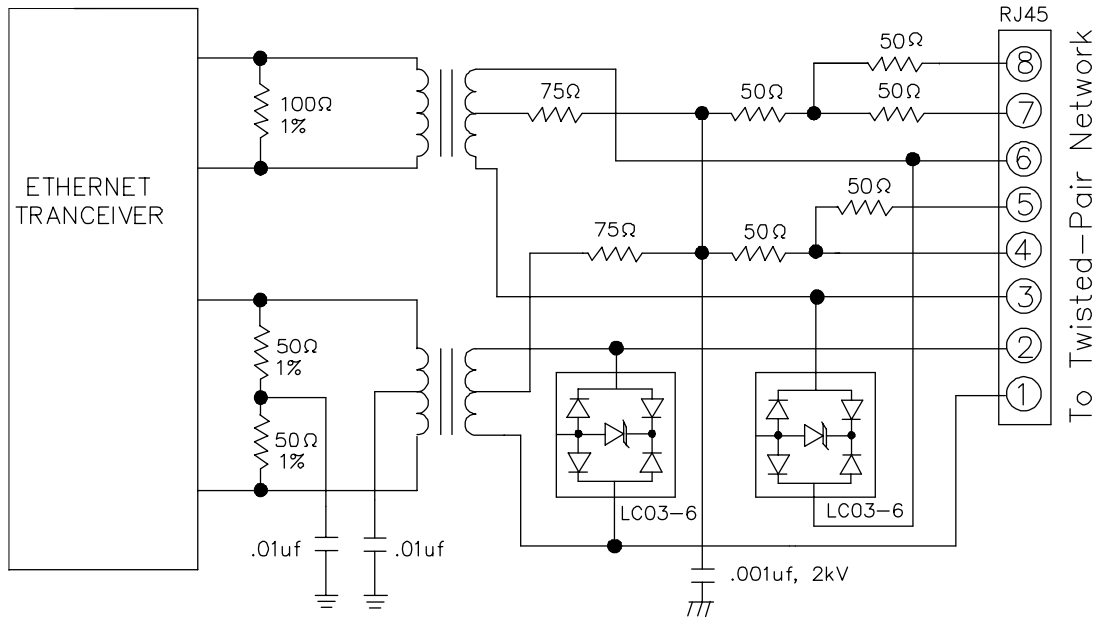 RJ45
To Twisted-Pair Network
50Ω
8
75Ω
50Ω
50Ω
7
100Ω
1%
6
ETHERNET
TRANCEIVER
50Ω
5
75Ω
50Ω
4
3
50Ω
1%
2
1
50Ω
1%
LC03-6
LC03-6
.01uf
.01uf
.001uf, 2kV